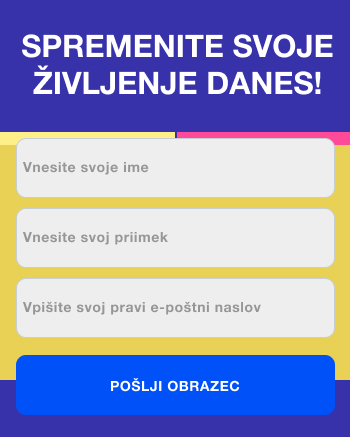 SPREMENITE SVOJE
ŽIVLJENJE DANES!
Vnesite svoje ime
Vnesite svoj priimek
Vpišite svoj pravi e-poštni naslov
POŠLJI OBRAZEC